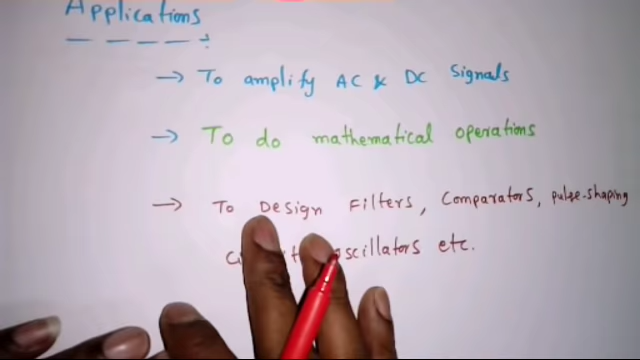 Applications :
→ To amplify AC & DC Signals
→ To do mathematical operations
→ To Design Filters, Comparators, pulse-shaping
oscillators etc.